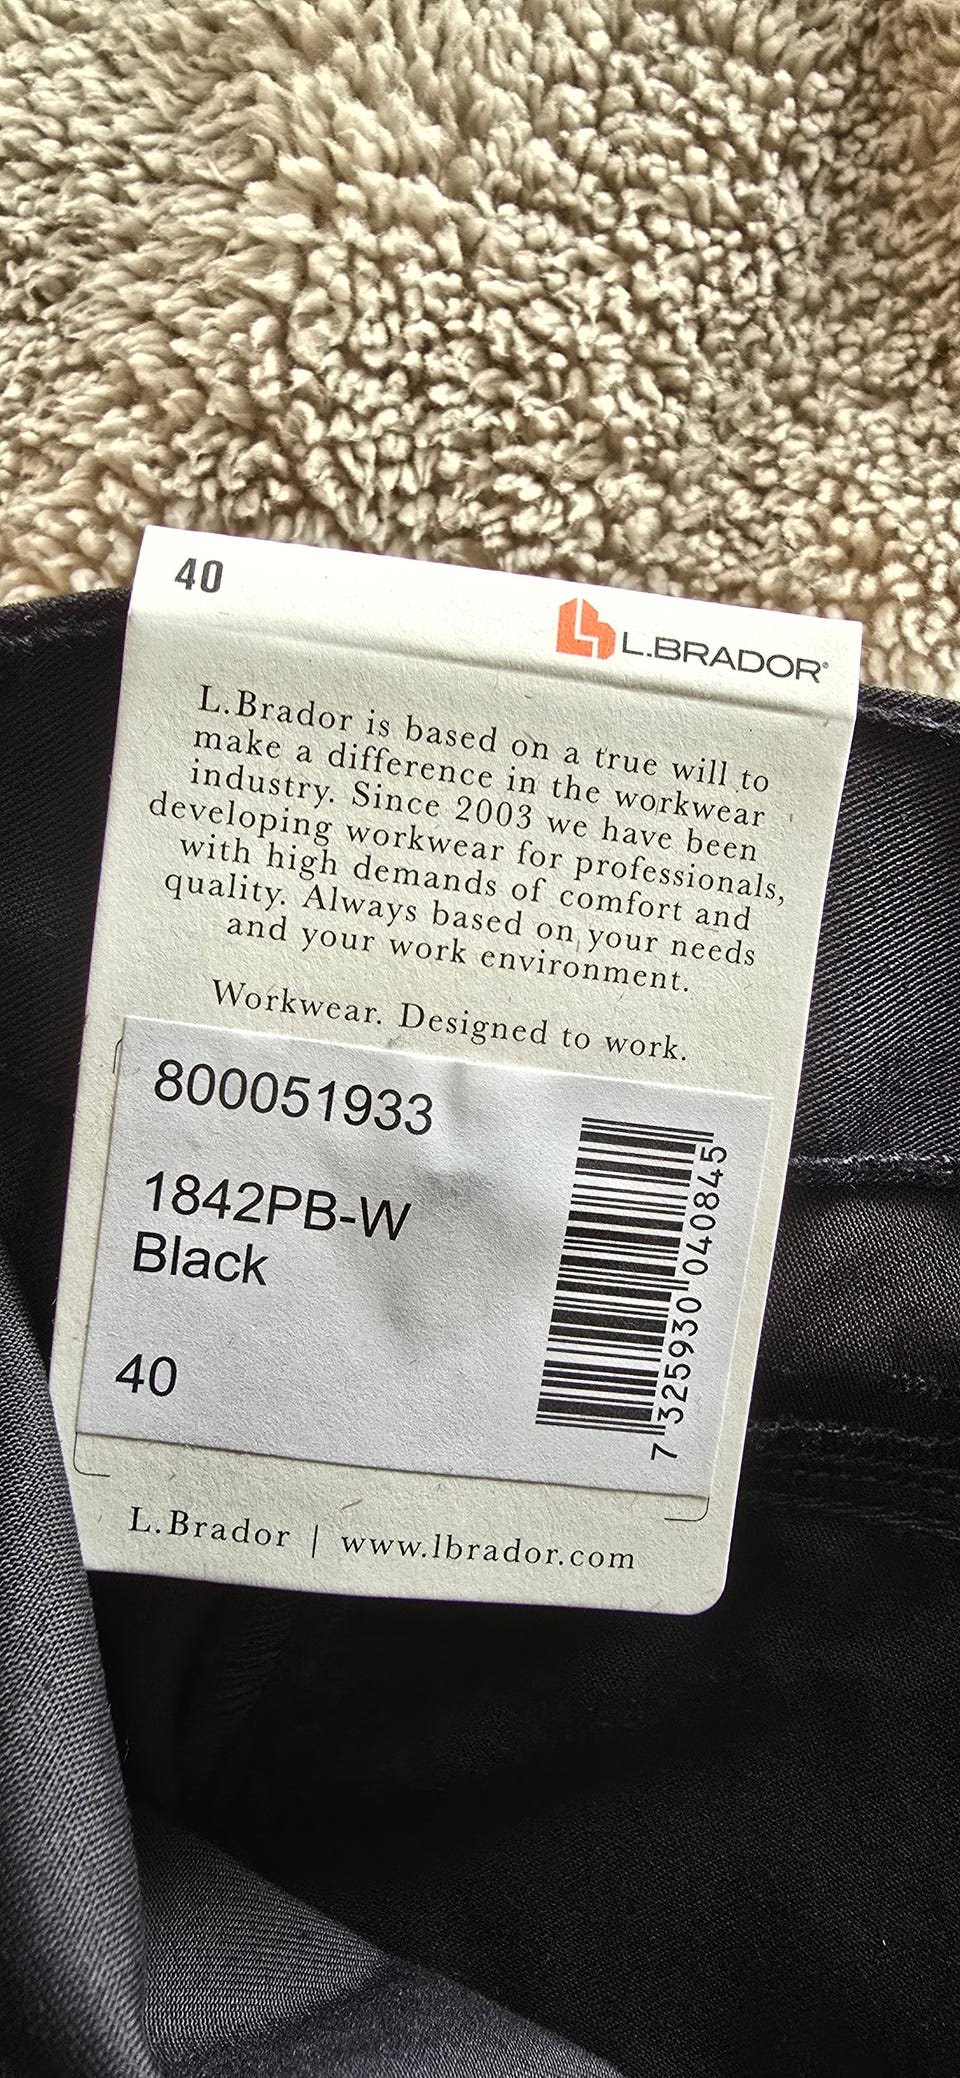 40
L.BRADOR®
L.Brador is based on a true will to
make a difference in the workwear
industry. Since 2003 we have been
developing workwear for professionals,
with high demands of comfort and
quality. Always based on your needs
and your work environment.
Workwear. Designed to work.
800051933
1842PB-W
Black
40
7 325930 040845
L.Brador | www.lbrador.com